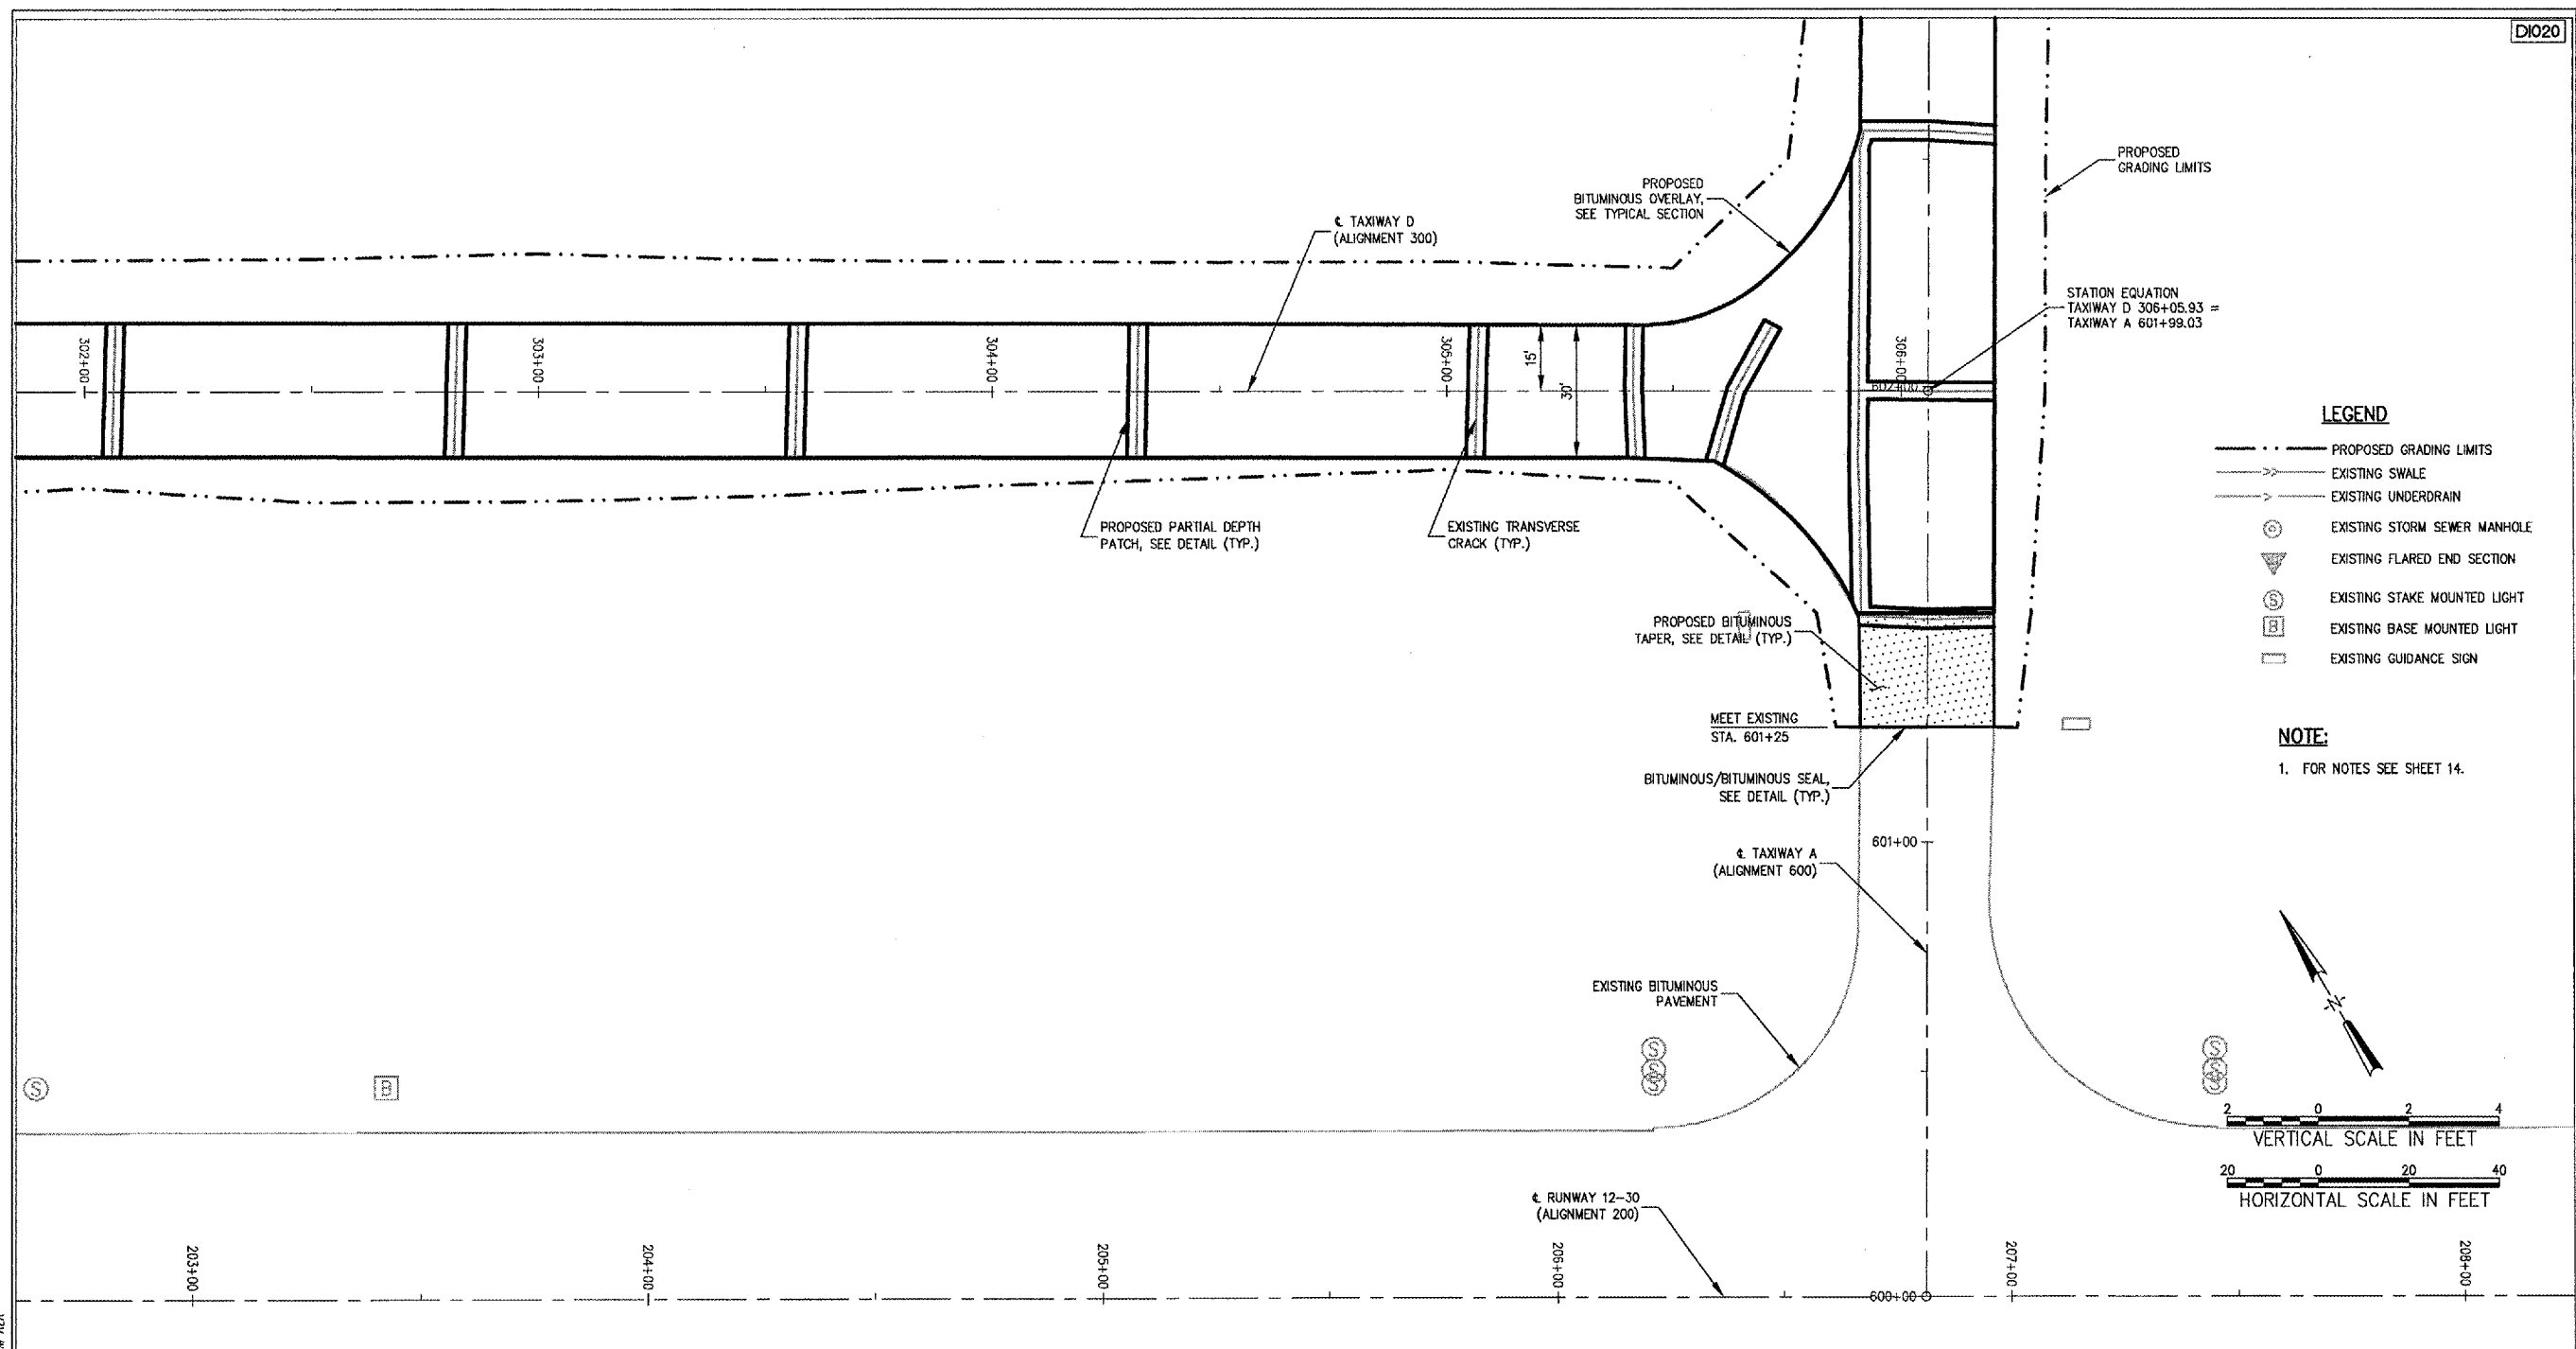 DI020
PROPOSED
GRADING LIMITS
PROPOSED
BITUMINOUS OVERLAY,
SEE TYPICAL SECTION
℄ TAXIWAY D
(ALIGNMENT 300)
STATION EQUATION
TAXIWAY D 306+05.93 =
TAXIWAY A 601+99.03
302+00
303+00
304+00
305+00
306+00
15'
30'
602+00
PROPOSED PARTIAL DEPTH
PATCH, SEE DETAIL (TYP.)
EXISTING TRANSVERSE
CRACK (TYP.)
LEGEND
PROPOSED GRADING LIMITS
EXISTING SWALE
EXISTING UNDERDRAIN
EXISTING STORM SEWER MANHOLE
EXISTING FLARED END SECTION
S EXISTING STAKE MOUNTED LIGHT
B EXISTING BASE MOUNTED LIGHT
EXISTING GUIDANCE SIGN
PROPOSED BITUMINOUS
TAPER, SEE DETAIL (TYP.)
MEET EXISTING
STA. 601+25
NOTE:
1. FOR NOTES SEE SHEET 14.
BITUMINOUS/BITUMINOUS SEAL,
SEE DETAIL (TYP.)
601+00
℄ TAXIWAY A
(ALIGNMENT 600)
EXISTING BITUMINOUS
PAVEMENT
N
S
B
S
S
S
S
S
S
2 0 2 4
VERTICAL SCALE IN FEET
20 0 20 40
HORIZONTAL SCALE IN FEET
℄ RUNWAY 12-30
(ALIGNMENT 200)
203+00
204+00
205+00
206+00
207+00
208+00
600+00